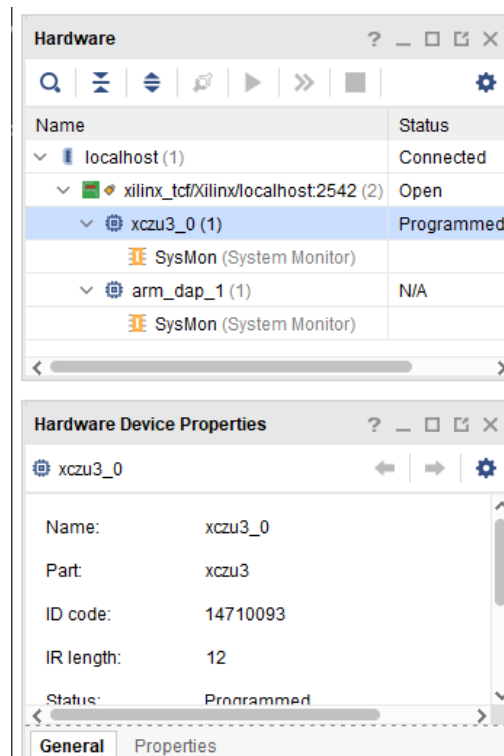 Hardware
Name Status
localhost (1) Connected
xilinx_tcf/Xilinx/localhost:2542 (2) Open
xczu3_0 (1) Programmed
SysMon (System Monitor)
arm_dap_1 (1) N/A
SysMon (System Monitor)
Hardware Device Properties
xczu3_0
Name: xczu3_0
Part: xczu3
ID code: 14710093
IR length: 12
Status: Programmed
General Properties